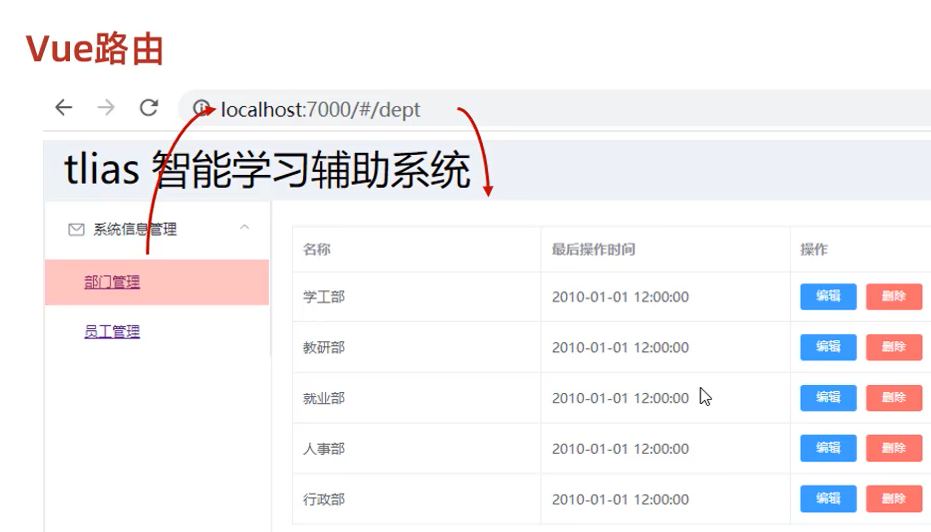 Vue路由
localhost:7000/#/dept
tlias 智能学习辅助系统
系统信息管理
部门管理
员工管理
名称 最后操作时间 操作
学工部 2010-01-01 12:00:00 编辑 删除
教研部 2010-01-01 12:00:00 编辑 删除
就业部 2010-01-01 12:00:00 编辑 删除
人事部 2010-01-01 12:00:00 编辑 删除
行政部 2010-01-01 12:00:00 编辑 删除